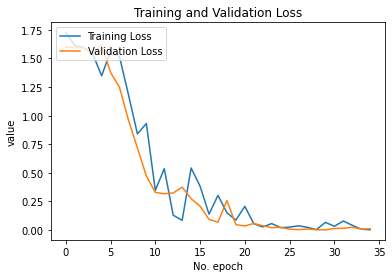 Training and Validation Loss
Training Loss
Validation Loss
value
1.75
1.50
1.25
1.00
0.75
0.50
0.25
0.00
0 5 10 15 20 25 30 35
No. epoch